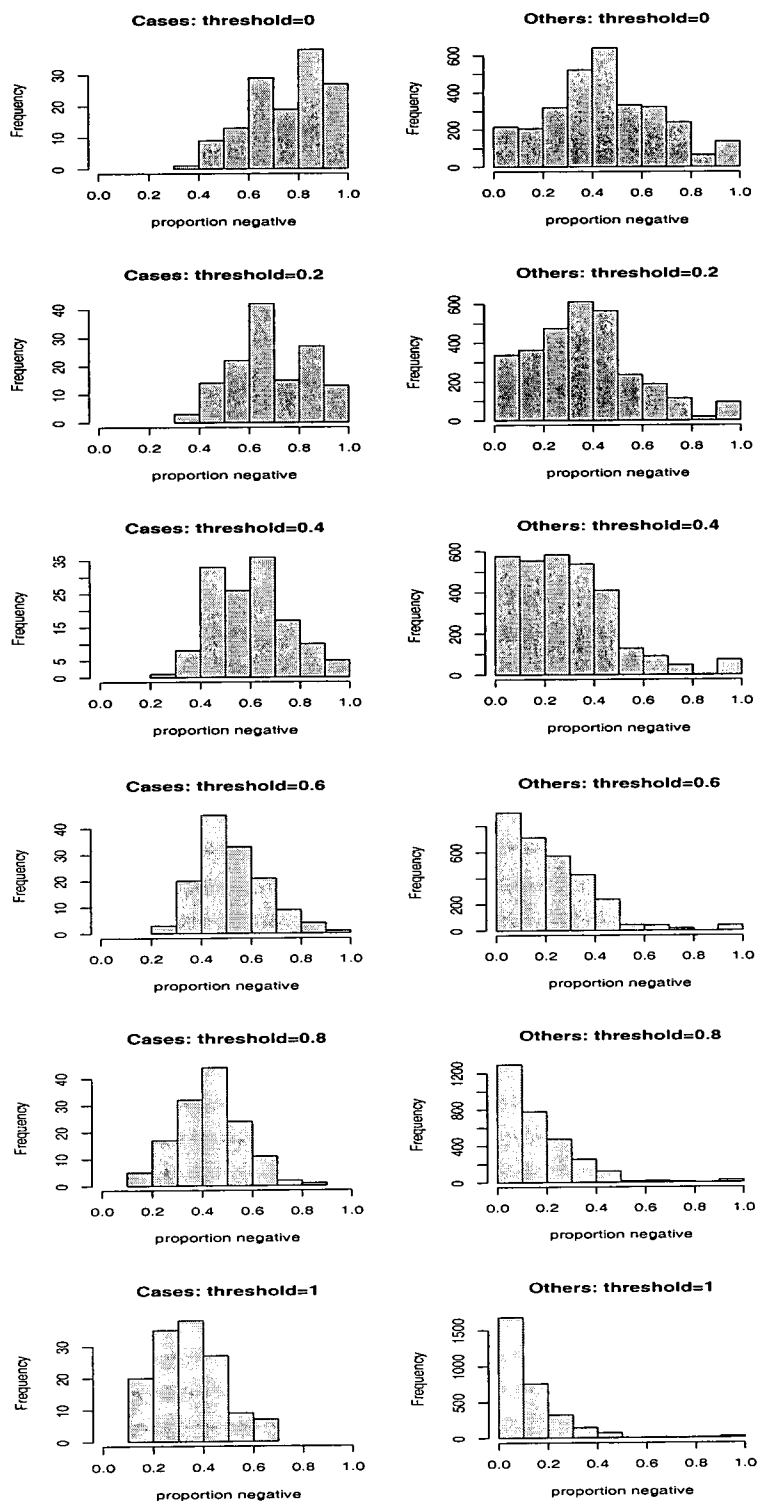 Cases: threshold=0
Others: threshold=0
Frequency
0 10 20 30
0.0 0.2 0.4 0.6 0.8 1.0
proportion negative
Frequency
0 200 400 600
0.0 0.2 0.4 0.6 0.8 1.0
proportion negative
Cases: threshold=0.2
Others: threshold=0.2
Frequency
0 10 20 30 40
0.0 0.2 0.4 0.6 0.8 1.0
proportion negative
Frequency
0 200 400 600
0.0 0.2 0.4 0.6 0.8 1.0
proportion negative
Cases: threshold=0.4
Others: threshold=0.4
Frequency
0 5 15 25 35
0.0 0.2 0.4 0.6 0.8 1.0
proportion negative
Frequency
0 200 400 600
0.0 0.2 0.4 0.6 0.8 1.0
proportion negative
Cases: threshold=0.6
Others: threshold=0.6
Frequency
0 10 20 30 40
0.0 0.2 0.4 0.6 0.8 1.0
proportion negative
Frequency
0 200 600
0.0 0.2 0.4 0.6 0.8 1.0
proportion negative
Cases: threshold=0.8
Others: threshold=0.8
Frequency
0 10 20 30 40
0.0 0.2 0.4 0.6 0.8 1.0
proportion negative
Frequency
0 400 800 1200
0.0 0.2 0.4 0.6 0.8 1.0
proportion negative
Cases: threshold=1
Others: threshold=1
Frequency
0 10 20 30
0.0 0.2 0.4 0.6 0.8 1.0
proportion negative
Frequency
0 500 1000 1500
0.0 0.2 0.4 0.6 0.8 1.0
proportion negative